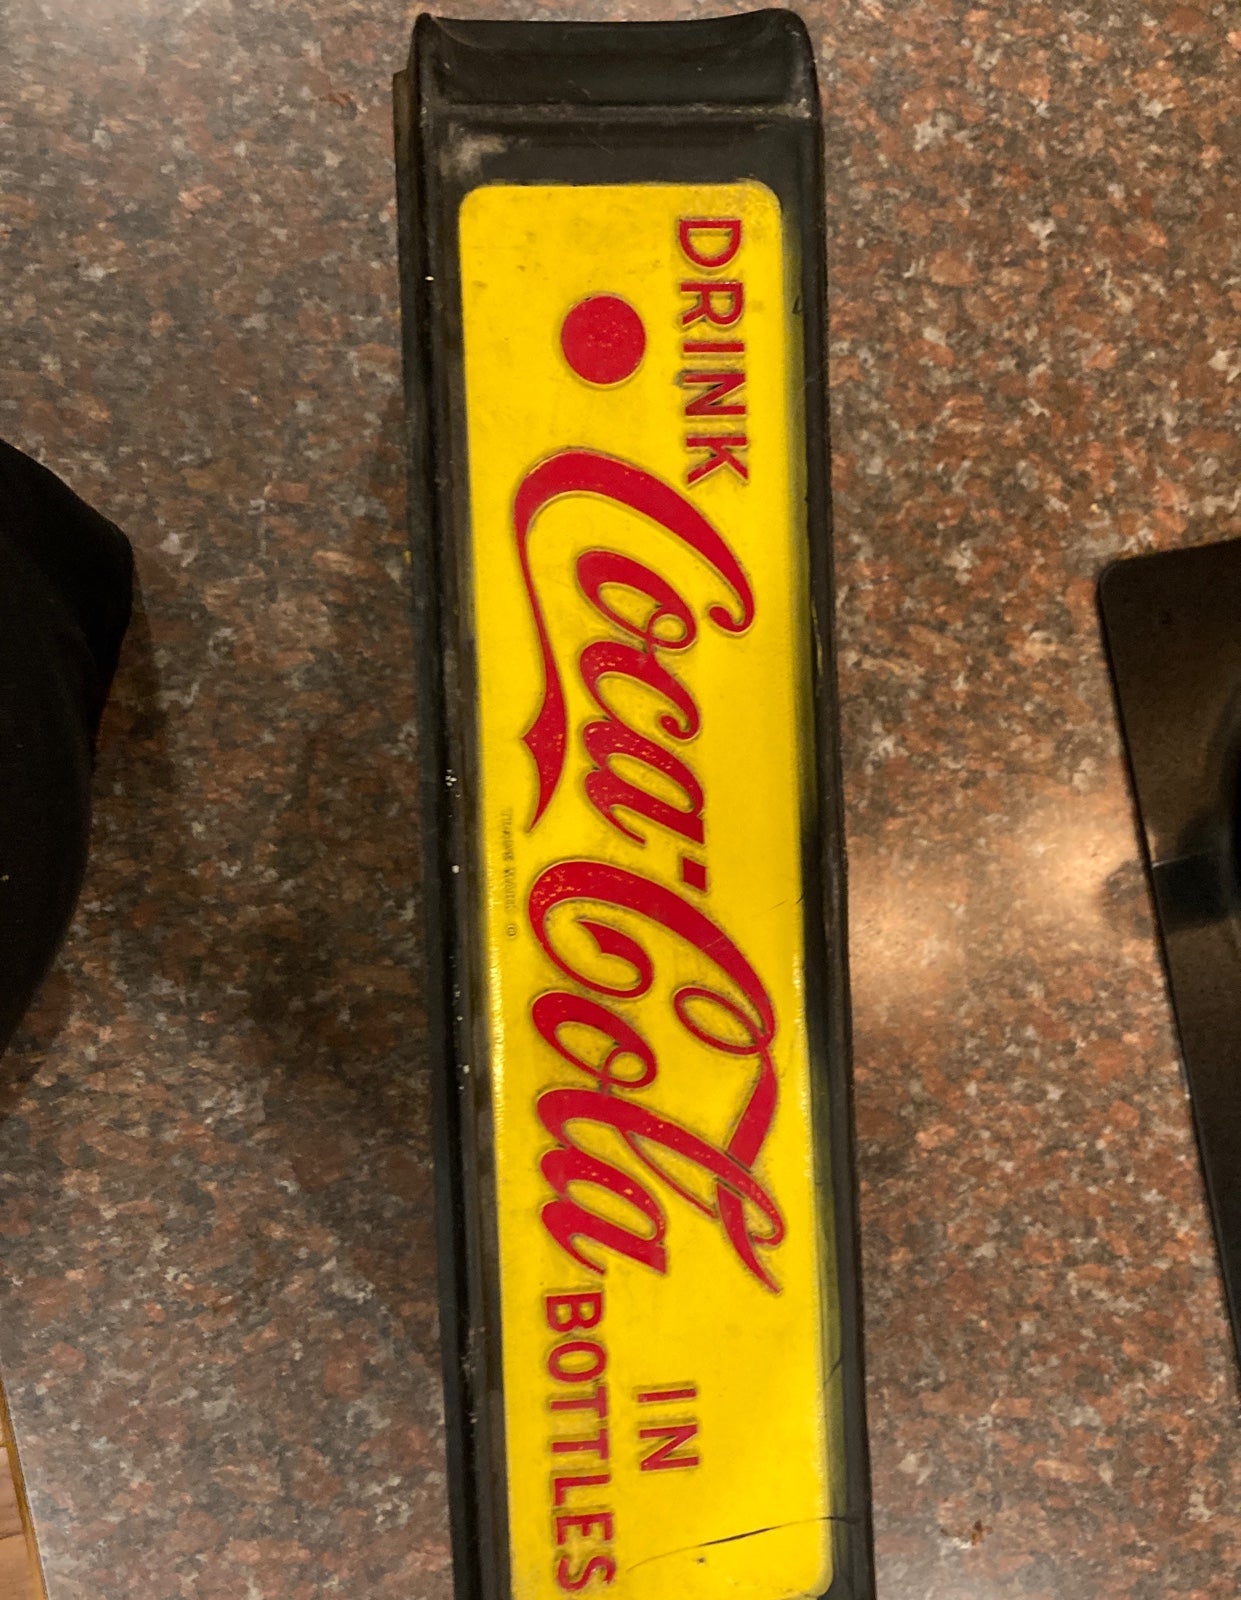 DRINK
Coca-Cola
IN
BOTTLES